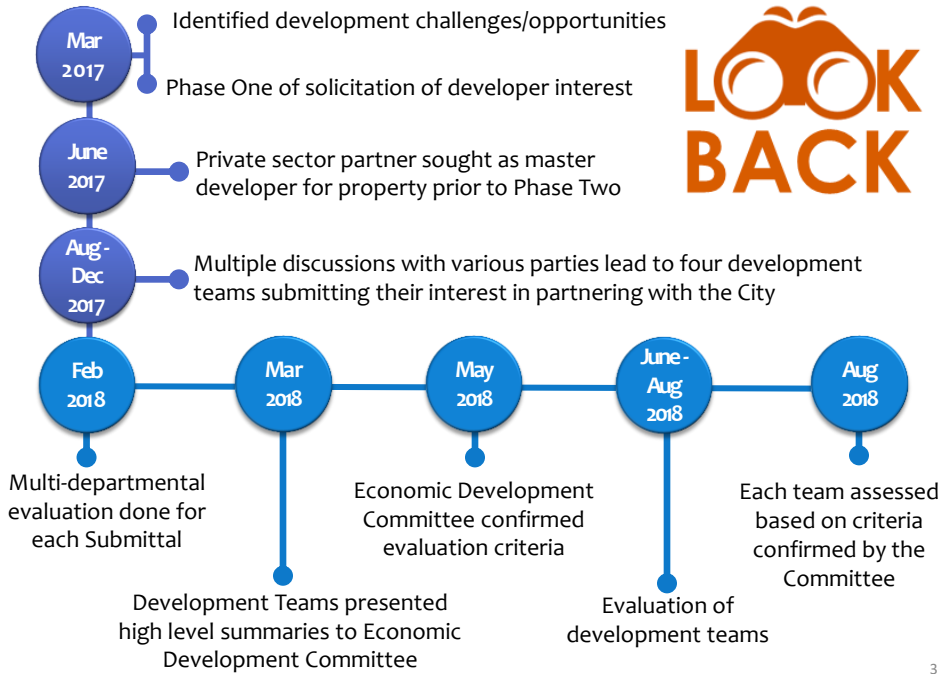 Mar
2017
Identified development challenges/opportunities
Phase One of solicitation of developer interest
LOOK
BACK
June
2017
Private sector partner sought as master
developer for property prior to Phase Two
Aug -
Dec
2017
Multiple discussions with various parties lead to four development
teams submitting their interest in partnering with the City
Feb
2018
Multi-departmental
evaluation done for
each Submittal
Mar
2018
Development Teams presented
high level summaries to Economic
Development Committee
May
2018
Economic Development
Committee confirmed
evaluation criteria
June -
Aug
2018
Evaluation of
development teams
Aug
2018
Each team assessed
based on criteria
confirmed by the
Committee
3